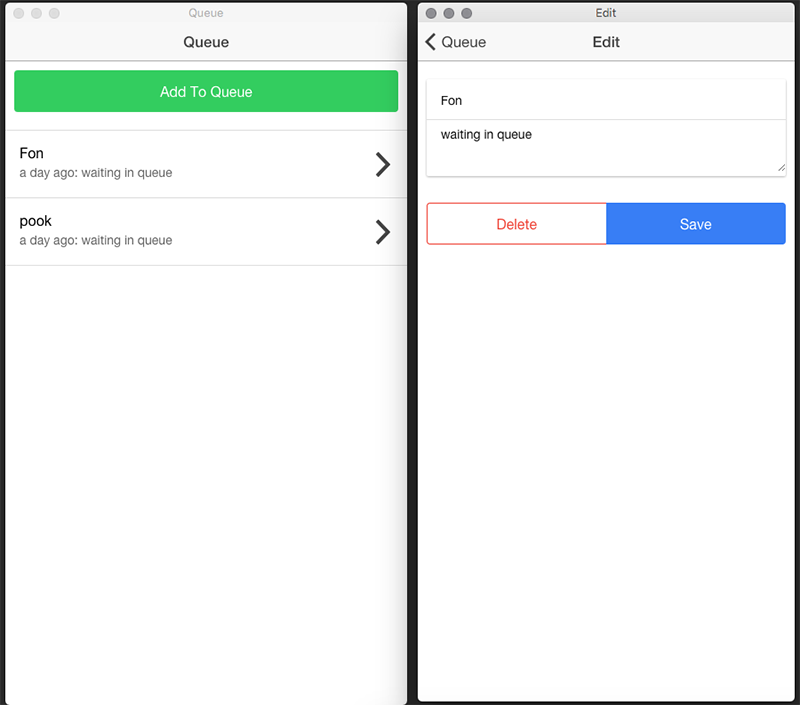 Queue
Queue
Add To Queue
Fon
a day ago: waiting in queue
pook
a day ago: waiting in queue
Edit
Queue
Edit
Fon
waiting in queue
Delete
Save